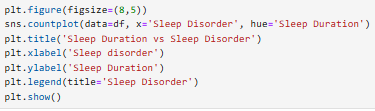 plt.figure(figsize=(8,5))
sns.countplot(data=df, x='Sleep Disorder', hue='Sleep Duration')
plt.title('Sleep Duration vs Sleep Disorder')
plt.xlabel('Sleep disorder')
plt.ylabel('Sleep Duration')
plt.legend(title='Sleep Disorder')
plt.show()